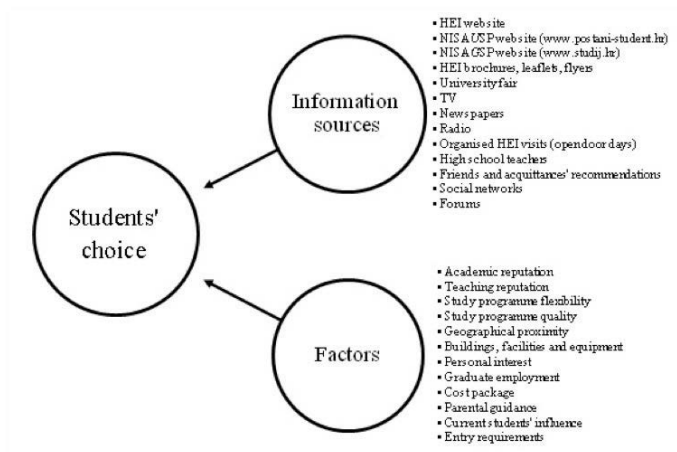 Information
sources
▪ HEI website
▪ NISAUSP website (www.postani-student.hr)
▪ NISAGSP website (www.studij.hr)
▪ HEI brochures, leaflets, flyers
▪ University fair
▪ TV
▪ Newspapers
▪ Radio
▪ Organised HEI visits (open door days)
▪ High school teachers
▪ Friends and acquittances' recommendations
▪ Social networks
▪ Forums
Students'
choice
Factors
▪ Academic reputation
▪ Teaching reputation
▪ Study programme flexibility
▪ Study programme quality
▪ Geographical proximity
▪ Buildings, facilities and equipment
▪ Personal interest
▪ Graduate employment
▪ Cost package
▪ Parental guidance
▪ Current students' influence
▪ Entry requirements